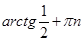 arctg 1/2 + πn